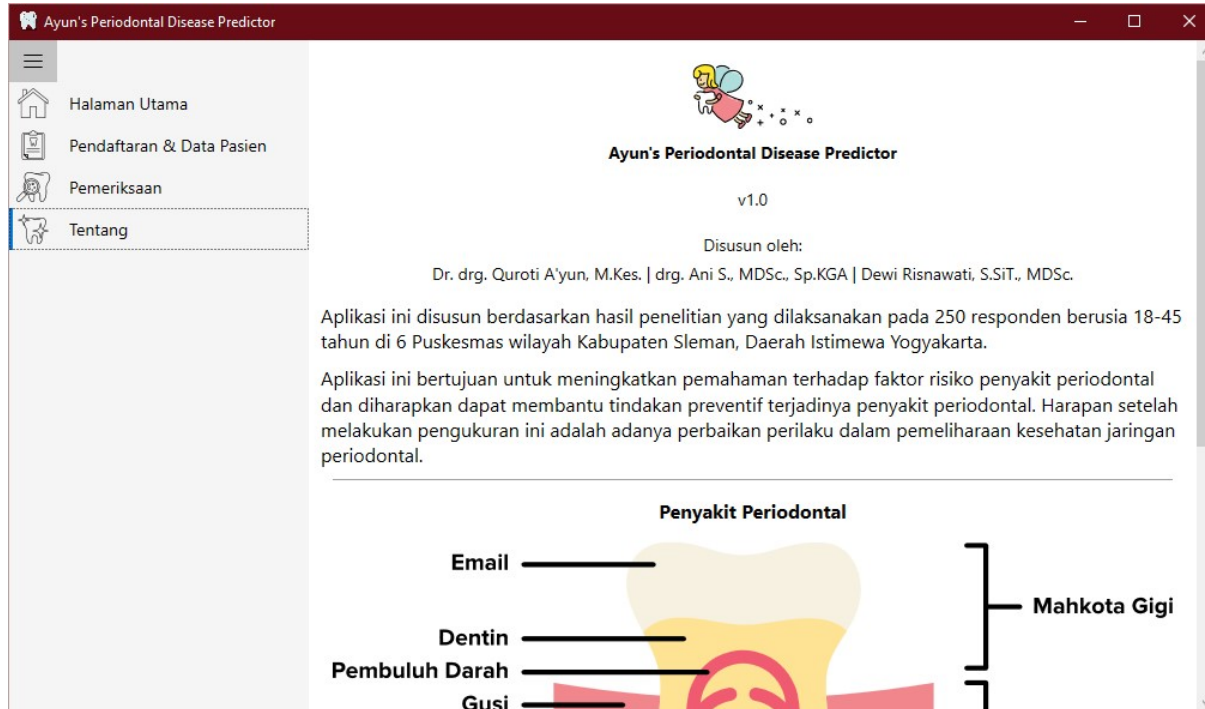 Ayun's Periodontal Disease Predictor
Halaman Utama
Pendaftaran & Data Pasien
Pemeriksaan
Tentang
Ayun's Periodontal Disease Predictor
v1.0
Disusun oleh:
Dr. drg. Quroti A'yun, M.Kes. | drg. Ani S., MDSc., Sp.KGA | Dewi Risnawati, S.SiT., MDSc.
Aplikasi ini disusun berdasarkan hasil penelitian yang dilaksanakan pada 250 responden berusia 18-45
tahun di 6 Puskesmas wilayah Kabupaten Sleman, Daerah Istimewa Yogyakarta.
Aplikasi ini bertujuan untuk meningkatkan pemahaman terhadap faktor risiko penyakit periodontal
dan diharapkan dapat membantu tindakan preventif terjadinya penyakit periodontal. Harapan setelah
melakukan pengukuran ini adalah adanya perbaikan perilaku dalam pemeliharaan kesehatan jaringan
periodontal.
Penyakit Periodontal
Email
Mahkota Gigi
Dentin
Pembuluh Darah
Gusi